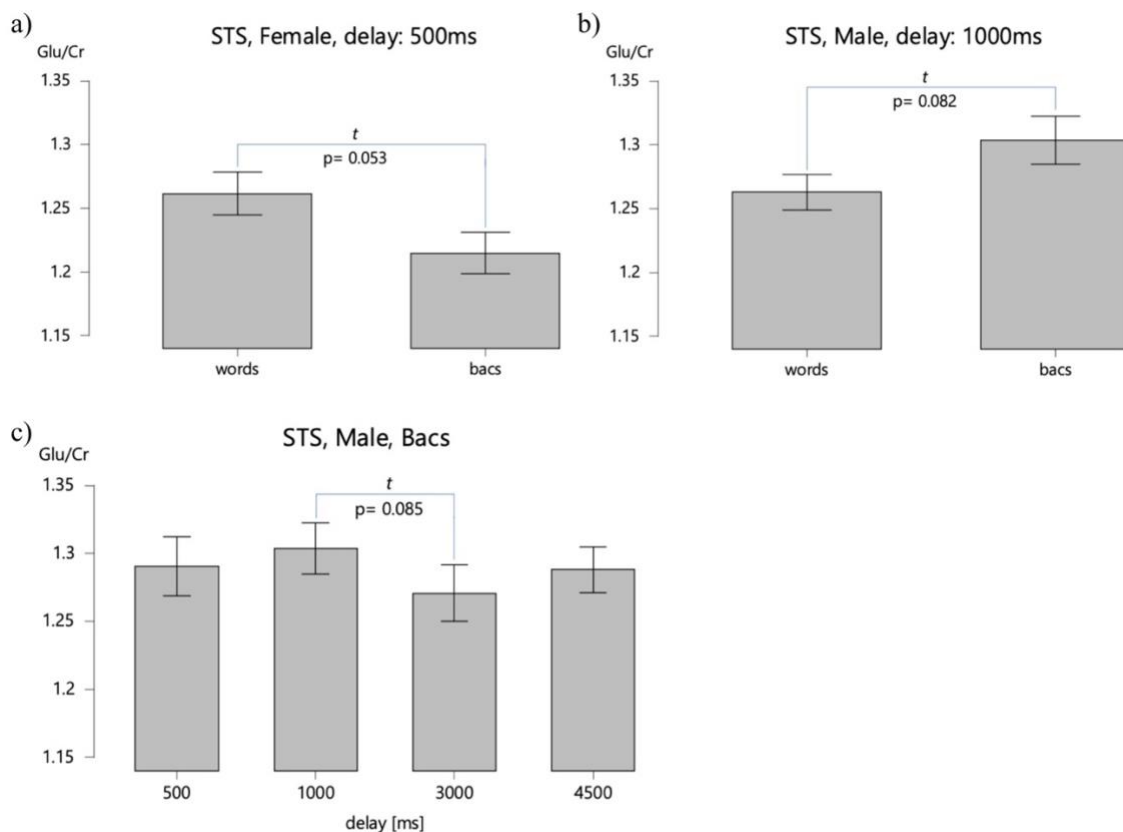 a)
STS, Female, delay: 500ms
Glu/Cr
1.35
1.3
1.25
1.2
1.15
t
p= 0.053
words
bacs
b)
STS, Male, delay: 1000ms
Glu/Cr
1.35
1.3
1.25
1.2
1.15
t
p= 0.082
words
bacs
c)
STS, Male, Bacs
Glu/Cr
1.35
1.3
1.25
1.2
1.15
t
p= 0.085
500
1000
3000
4500
delay [ms]